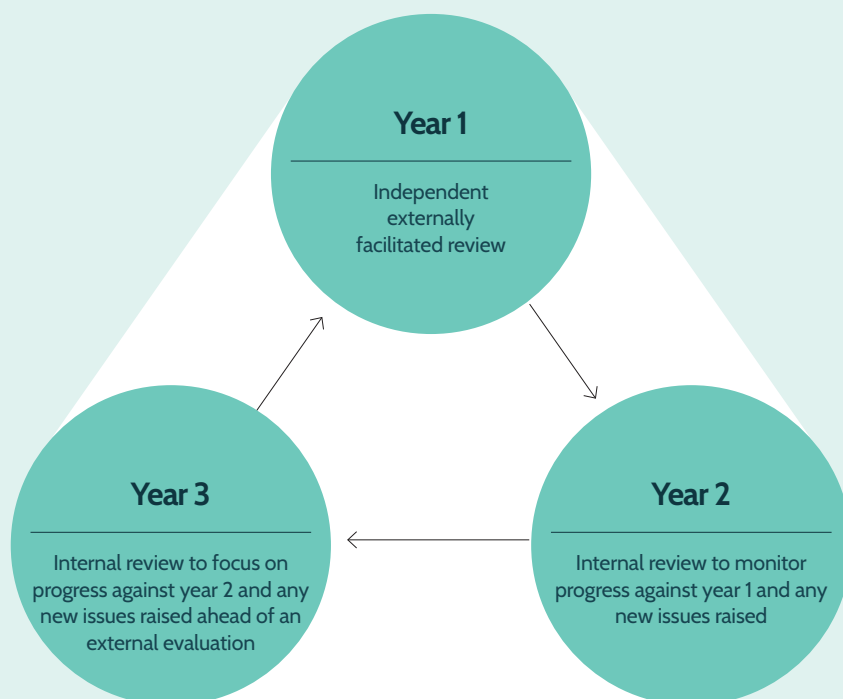 Year 1
Independent
externally
facilitated review
Year 3
Internal review to focus on
progress against year 2 and any
new issues raised ahead of an
external evaluation
Year 2
Internal review to monitor
progress against year 1 and any
new issues raised